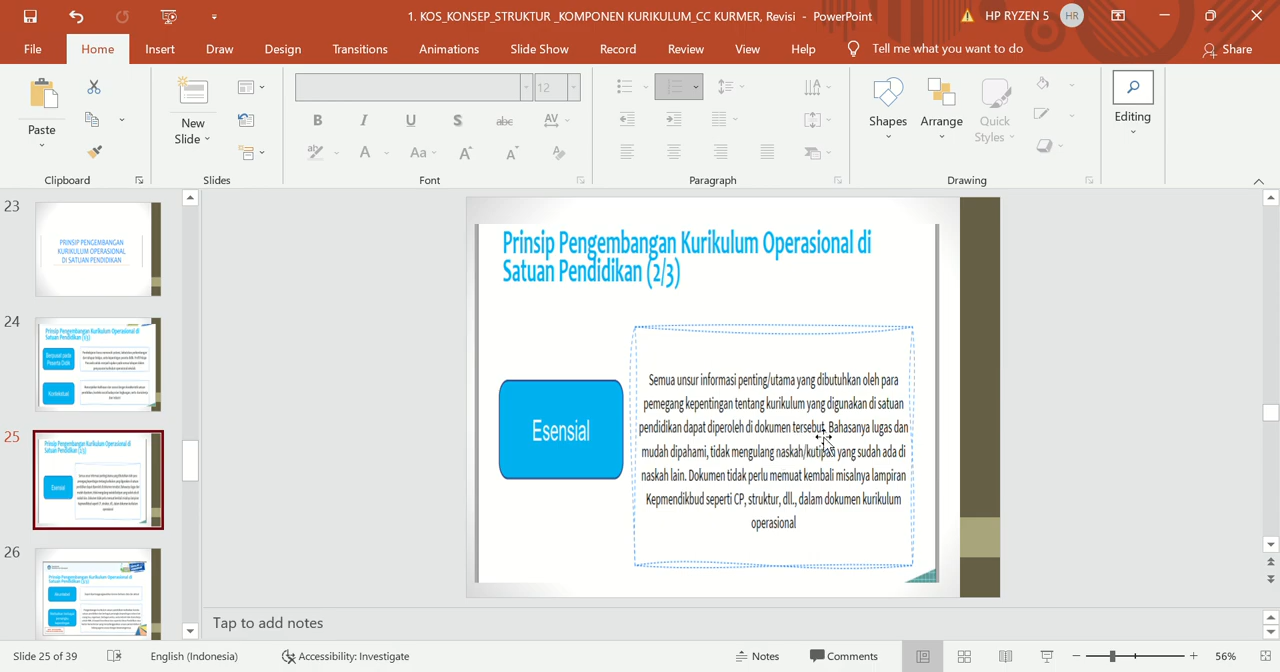 1. KOS_KONSEP_STRUKTUR _KOMPONEN KURIKULUM_CC KURMER, Revisi - PowerPoint
HP RYZEN 5
HR
File Home Insert Draw Design Transitions Animations Slide Show Record Review View Help Tell me what you want to do
Share
12
Paste
New
Slide
Shapes
Arrange
Quick
Styles
Editing
Clipboard
Slides
Font
Paragraph
Drawing
23
PRINSIP PENGEMBANGAN
KURIKULUM OPERASIONAL
DI SATUAN PENDIDIKAN
24
Prinsip Pengembangan Kurikulum Operasional di
Satuan Pendidikan (1/3)
Kontekstual
25
Prinsip Pengembangan Kurikulum Operasional di
Satuan Pendidikan (2/3)
Esensial
26
Prinsip Pengembangan Kurikulum Operasional di
Prinsip Pengembangan Kurikulum Operasional di
Satuan Pendidikan (2/3)
Esensial
Semua unsur informasi penting/utama yang dibutuhkan oleh para
pemegang kepentingan tentang kurikulum yang digunakan di satuan
pendidikan dapat diperoleh di dokumen tersebut. Bahasanya lugas dan
mudah dipahami, tidak mengulang naskah/kutipan yang sudah ada di
naskah lain. Dokumen tidak perlu memuat kembali misalnya lampiran
Kepmendikbud seperti CP, struktur, dll., dalam dokumen kurikulum
operasional
Tap to add notes
Slide 25 of 39
English (Indonesia)
Accessibility: Investigate
Notes
Comments
56%